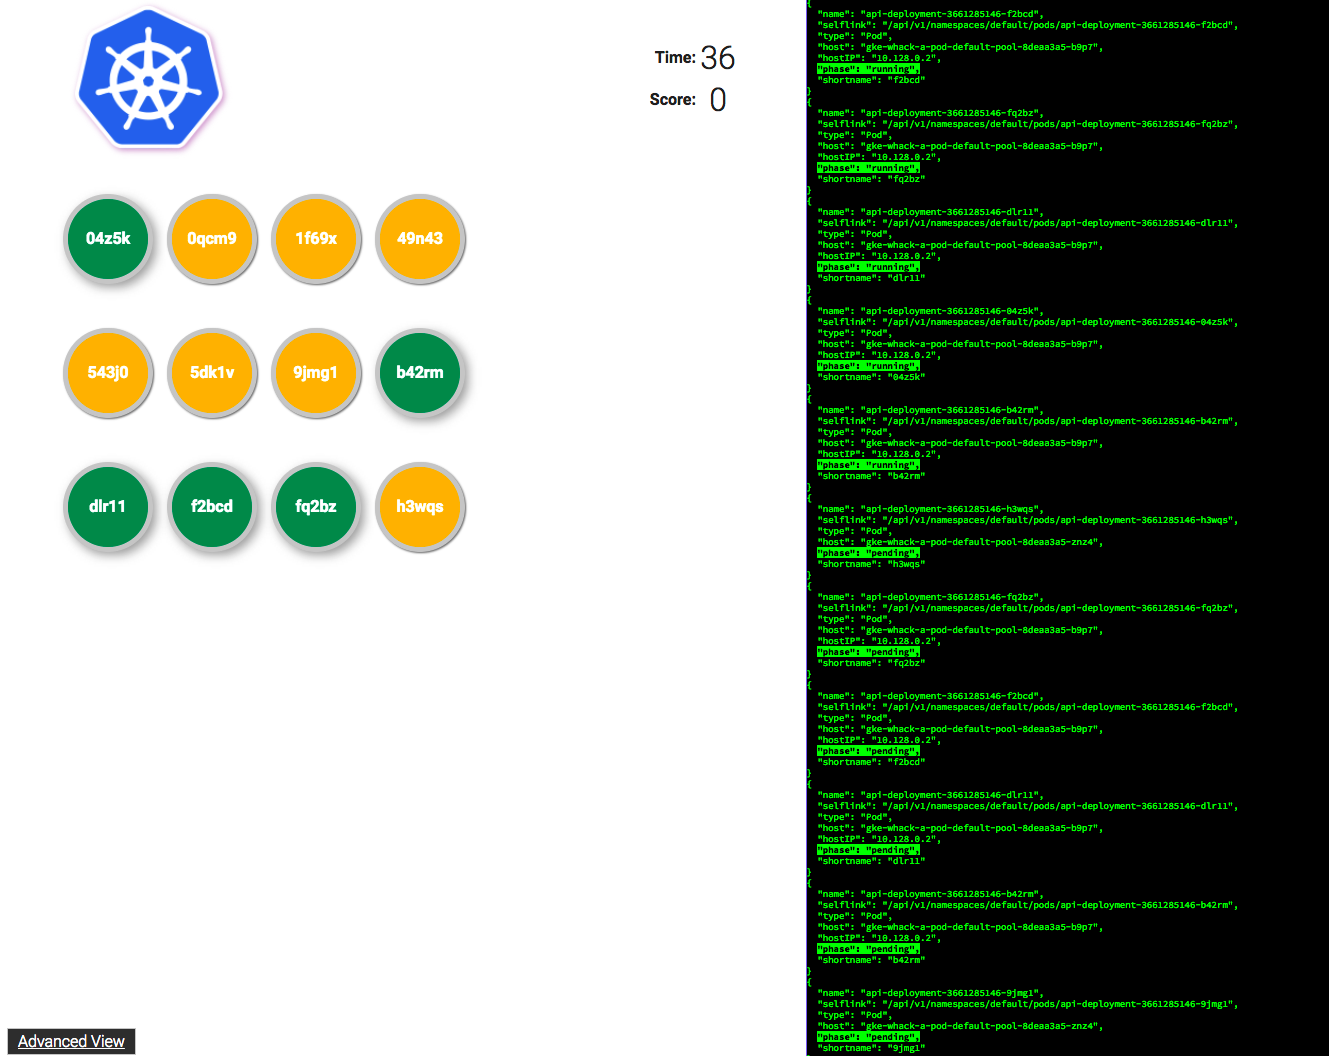 Time: 36
Score: 0
04z5k 0qcm9 1f69x 49n43
543j0 5dk1v 9jmg1 b42rm
dlr11 f2bcd fq2bz h3wqs
Advanced View
{
"name": "api-deployment-3661285146-f2bcd",
"selflink": "/api/v1/namespaces/default/pods/api-deployment-3661285146-f2bcd",
"type": "Pod",
"host": "gke-whack-a-pod-default-pool-8deaa3a5-b9p7",
"hostIP": "10.128.0.2",
"phase": "running",
"shortname": "f2bcd"
}
{
"name": "api-deployment-3661285146-fq2bz",
"selflink": "/api/v1/namespaces/default/pods/api-deployment-3661285146-fq2bz",
"type": "Pod",
"host": "gke-whack-a-pod-default-pool-8deaa3a5-b9p7",
"hostIP": "10.128.0.2",
"phase": "running",
"shortname": "fq2bz"
}
{
"name": "api-deployment-3661285146-dlr11",
"selflink": "/api/v1/namespaces/default/pods/api-deployment-3661285146-dlr11",
"type": "Pod",
"host": "gke-whack-a-pod-default-pool-8deaa3a5-b9p7",
"hostIP": "10.128.0.2",
"phase": "running",
"shortname": "dlr11"
}
{
"name": "api-deployment-3661285146-04z5k",
"selflink": "/api/v1/namespaces/default/pods/api-deployment-3661285146-04z5k",
"type": "Pod",
"host": "gke-whack-a-pod-default-pool-8deaa3a5-b9p7",
"hostIP": "10.128.0.2",
"phase": "running",
"shortname": "04z5k"
}
{
"name": "api-deployment-3661285146-b42rm",
"selflink": "/api/v1/namespaces/default/pods/api-deployment-3661285146-b42rm",
"type": "Pod",
"host": "gke-whack-a-pod-default-pool-8deaa3a5-b9p7",
"hostIP": "10.128.0.2",
"phase": "running",
"shortname": "b42rm"
}
{
"name": "api-deployment-3661285146-h3wqs",
"selflink": "/api/v1/namespaces/default/pods/api-deployment-3661285146-h3wqs",
"type": "Pod",
"host": "gke-whack-a-pod-default-pool-8deaa3a5-znz4",
"phase": "pending",
"shortname": "h3wqs"
}
{
"name": "api-deployment-3661285146-fq2bz",
"selflink": "/api/v1/namespaces/default/pods/api-deployment-3661285146-fq2bz",
"type": "Pod",
"host": "gke-whack-a-pod-default-pool-8deaa3a5-b9p7",
"hostIP": "10.128.0.2",
"phase": "pending",
"shortname": "fq2bz"
}
{
"name": "api-deployment-3661285146-f2bcd",
"selflink": "/api/v1/namespaces/default/pods/api-deployment-3661285146-f2bcd",
"type": "Pod",
"host": "gke-whack-a-pod-default-pool-8deaa3a5-b9p7",
"hostIP": "10.128.0.2",
"phase": "pending",
"shortname": "f2bcd"
}
{
"name": "api-deployment-3661285146-dlr11",
"selflink": "/api/v1/namespaces/default/pods/api-deployment-3661285146-dlr11",
"type": "Pod",
"host": "gke-whack-a-pod-default-pool-8deaa3a5-b9p7",
"hostIP": "10.128.0.2",
"phase": "pending",
"shortname": "dlr11"
}
{
"name": "api-deployment-3661285146-b42rm",
"selflink": "/api/v1/namespaces/default/pods/api-deployment-3661285146-b42rm",
"type": "Pod",
"host": "gke-whack-a-pod-default-pool-8deaa3a5-b9p7",
"hostIP": "10.128.0.2",
"phase": "pending",
"shortname": "b42rm"
}
{
"name": "api-deployment-3661285146-9jmg1",
"selflink": "/api/v1/namespaces/default/pods/api-deployment-3661285146-9jmg1",
"type": "Pod",
"host": "gke-whack-a-pod-default-pool-8deaa3a5-znz4",
"phase": "pending",
"shortname": "9jmg1"